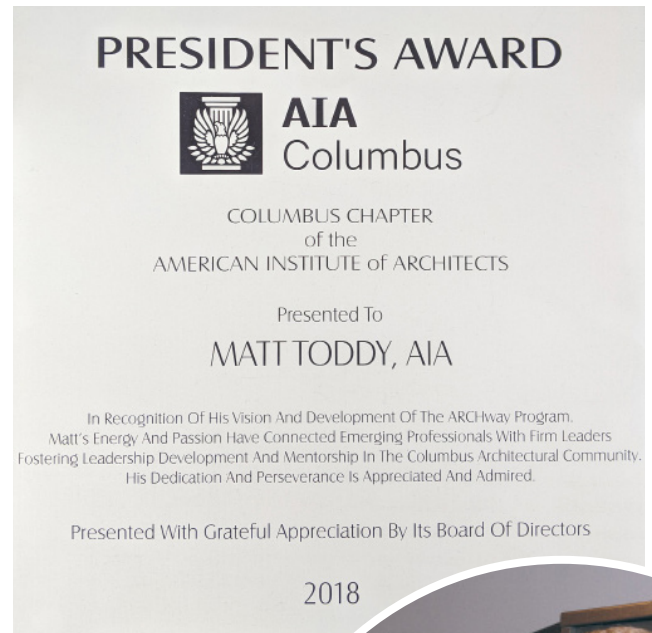 PRESIDENT'S AWARD
AIA
Columbus
COLUMBUS CHAPTER
of the
AMERICAN INSTITUTE of ARCHITECTS
Presented To
MATT TODDY, AIA
In Recognition Of His Vision And Development Of The ARCHway Program.
Matt's Energy And Passion Have Connected Emerging Professionals With Firm Leaders
Fostering Leadership Development And Mentorship In The Columbus Architectural Community.
His Dedication And Perseverance Is Appreciated And Admired.
Presented With Grateful Appreciation By Its Board Of Directors
2018